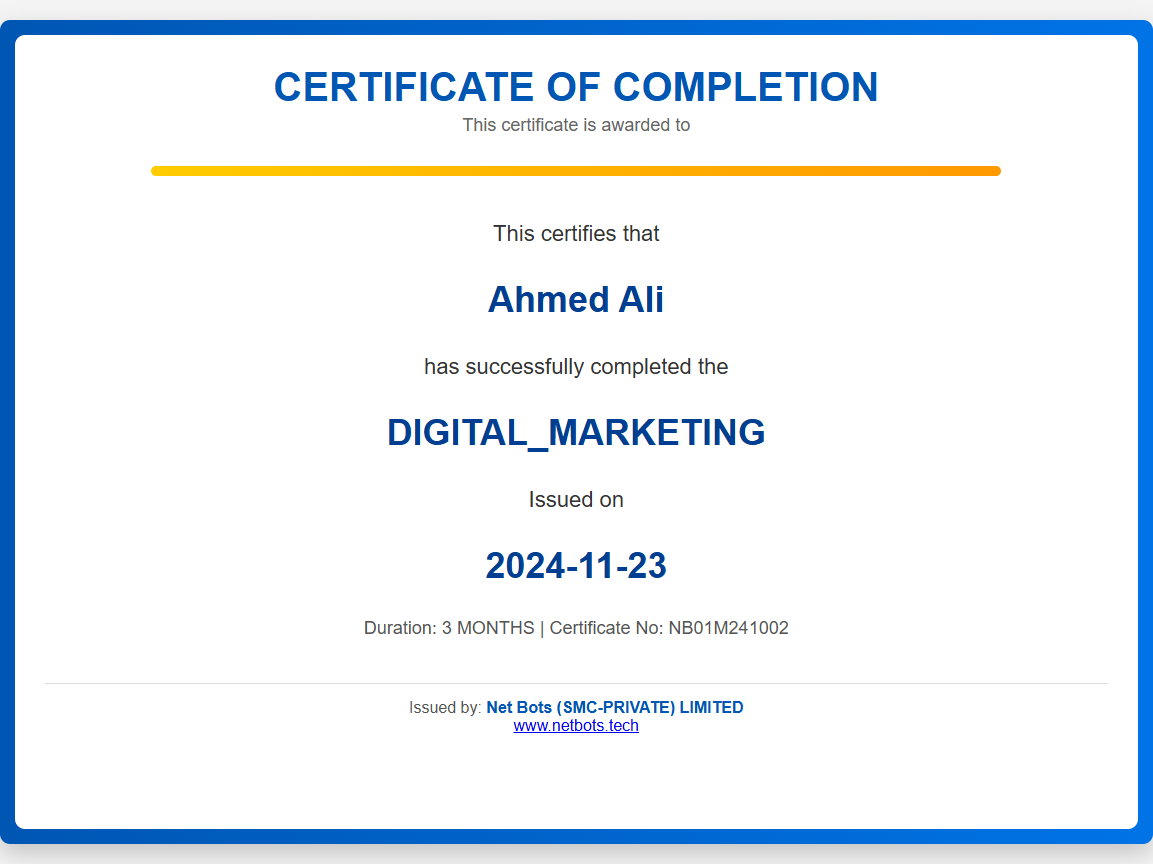 CERTIFICATE OF COMPLETION
This certificate is awarded to
This certifies that
Ahmed Ali
has successfully completed the
DIGITAL_MARKETING
Issued on
2024-11-23
Duration: 3 MONTHS | Certificate No: NB01M241002
Issued by: Net Bots (SMC-PRIVATE) LIMITED
www.netbots.tech